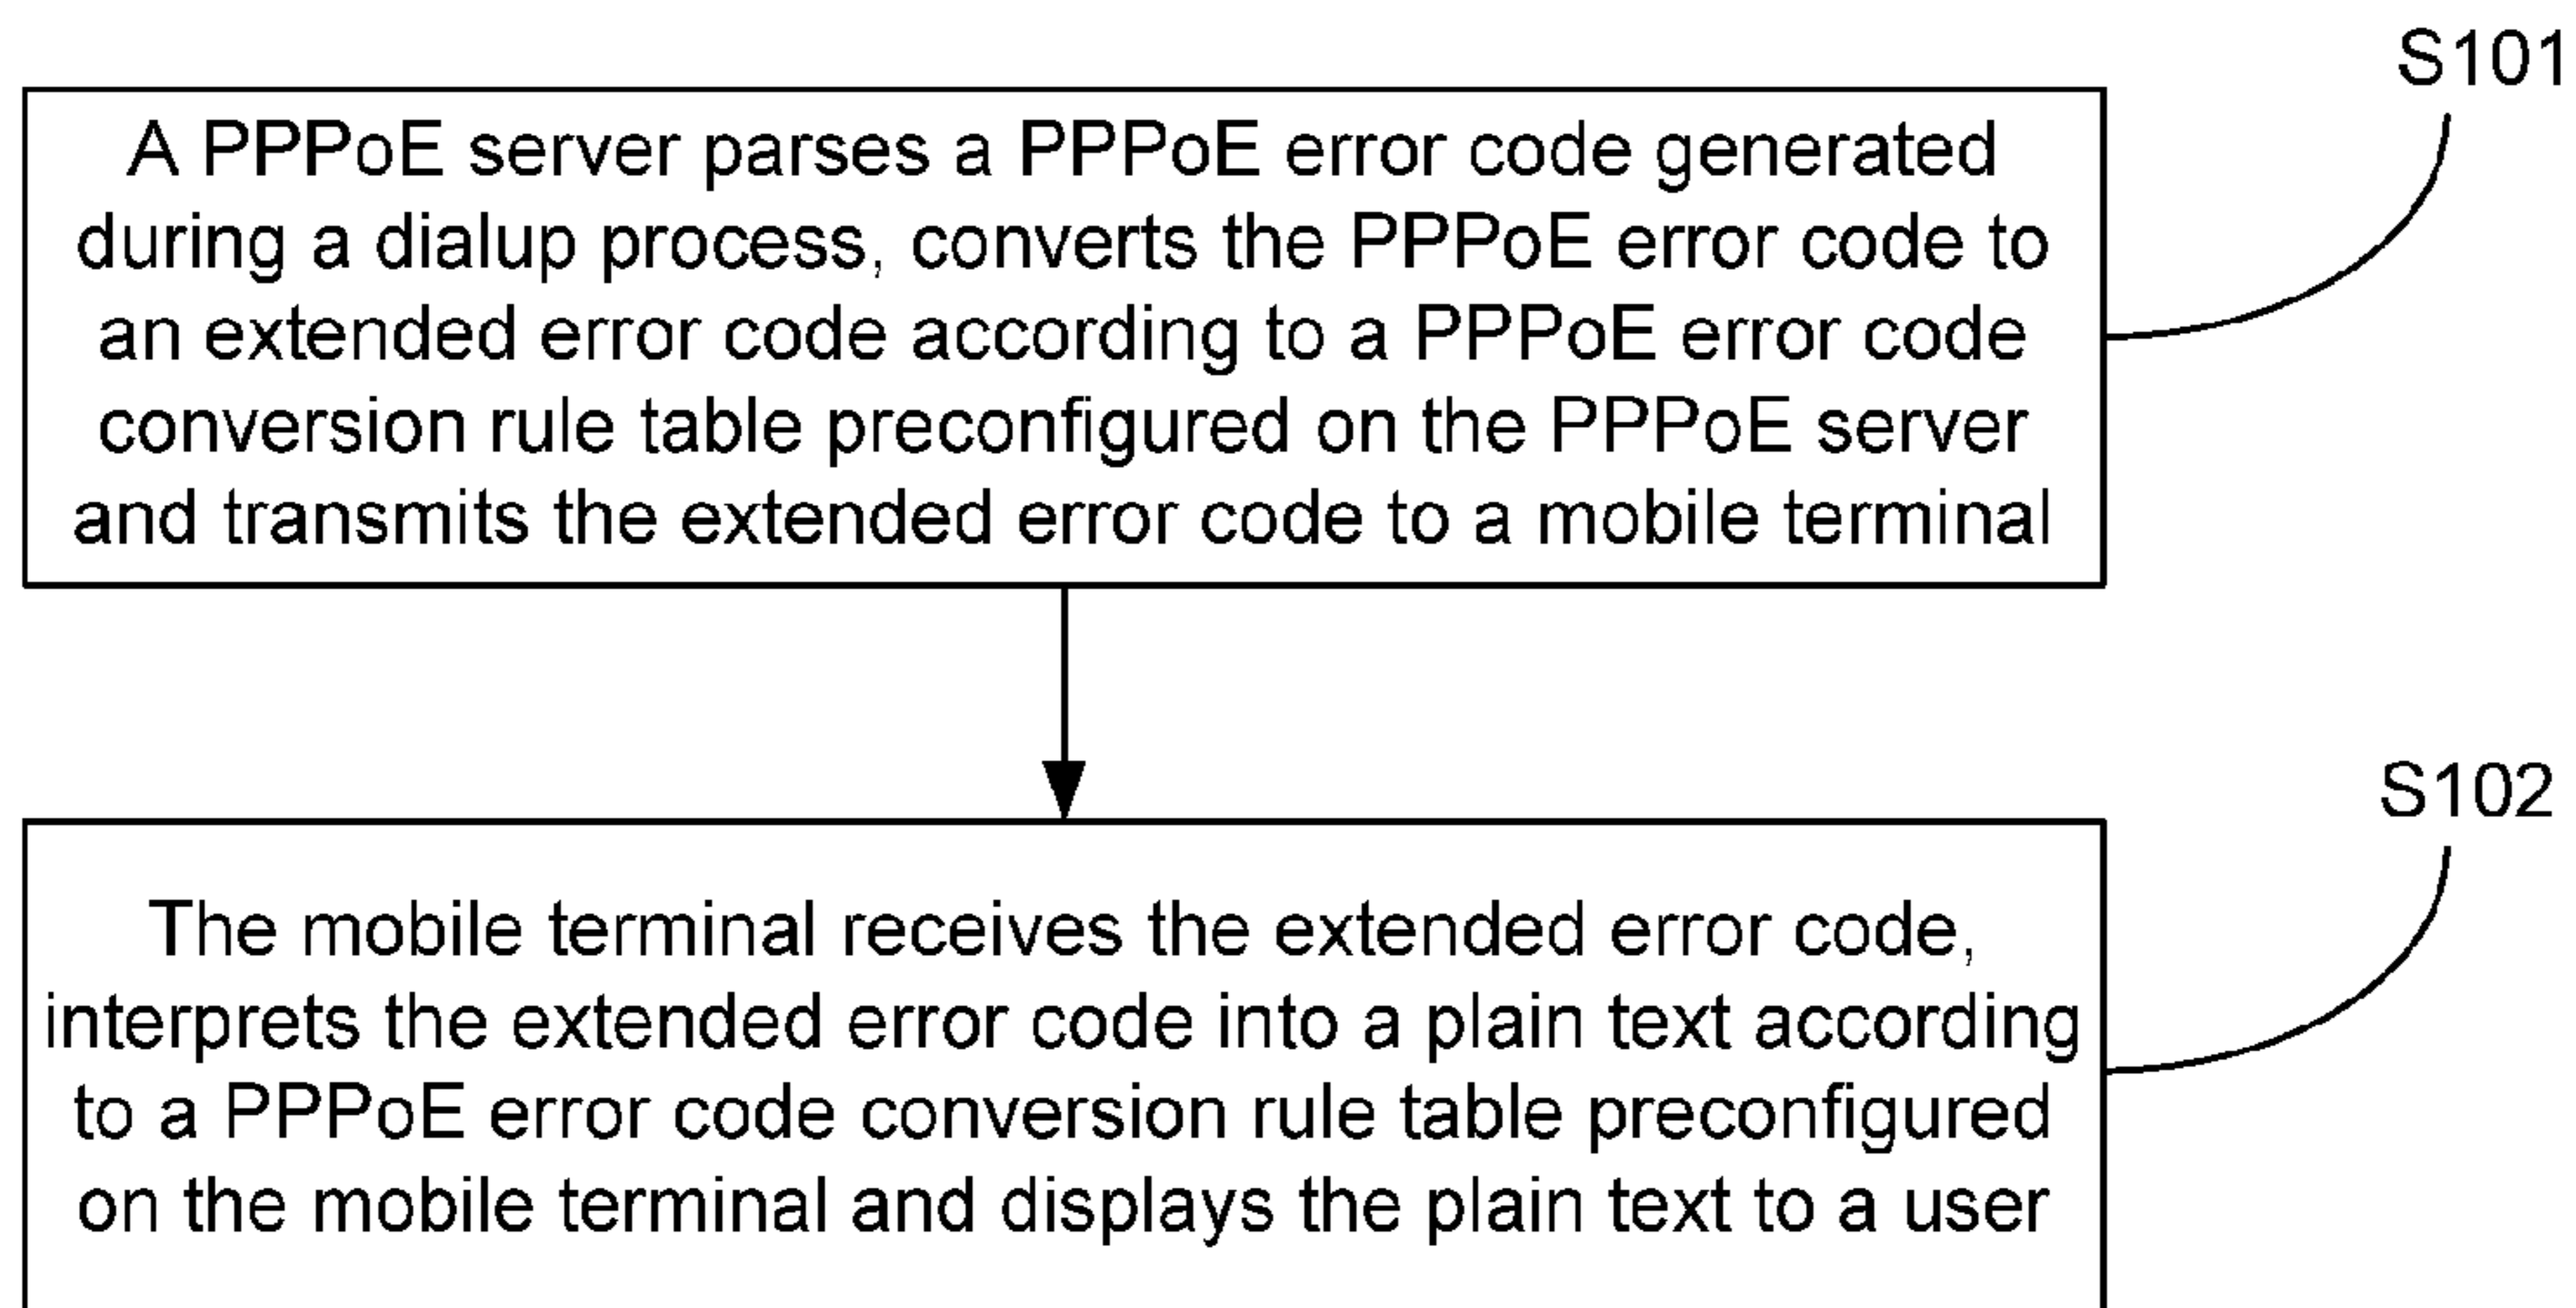 S101
A PPPoE server parses a PPPoE error code generated
during a dialup process, converts the PPPoE error code to
an extended error code according to a PPPoE error code
conversion rule table preconfigured on the PPPoE server
and transmits the extended error code to a mobile terminal
S102
The mobile terminal receives the extended error code,
interprets the extended error code into a plain text according
to a PPPoE error code conversion rule table preconfigured
on the mobile terminal and displays the plain text to a user